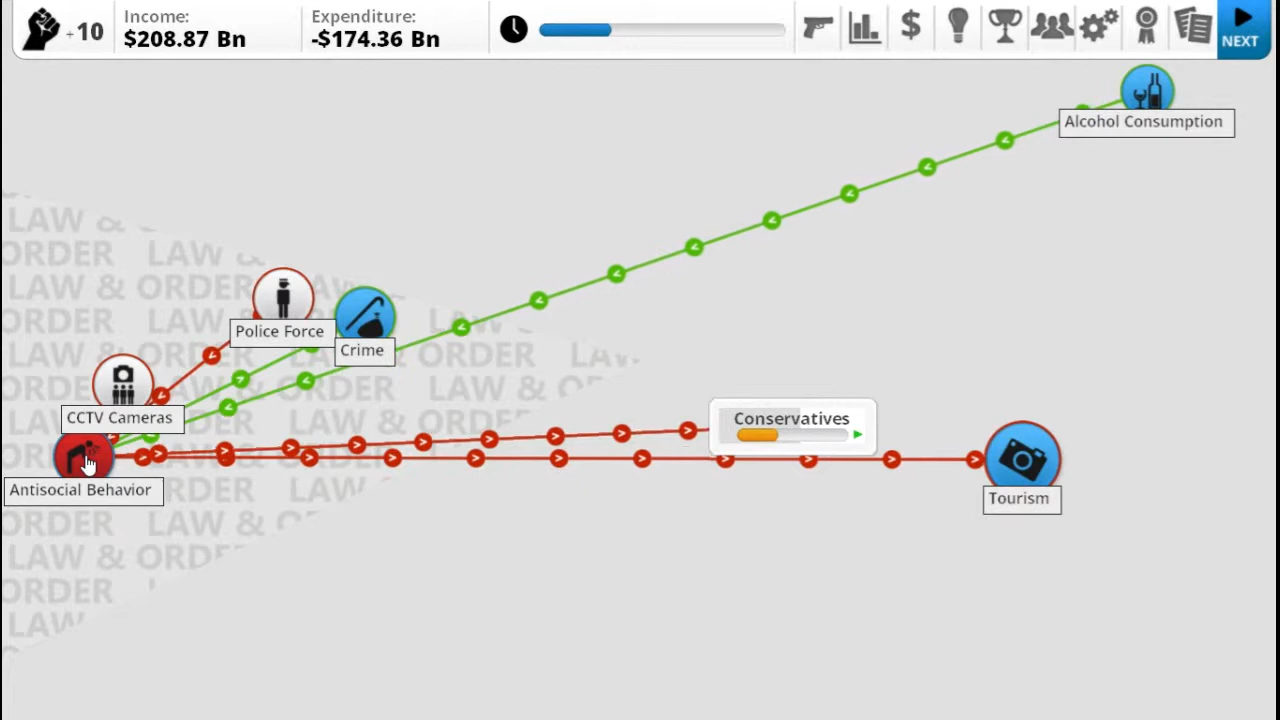 Income:
$208.87 Bn
Expenditure:
-$174.36 Bn
+10
NEXT
Alcohol Consumption
LAW & ORDER
Police Force
Crime
CCTV Cameras
Conservatives
Antisocial Behavior
Tourism